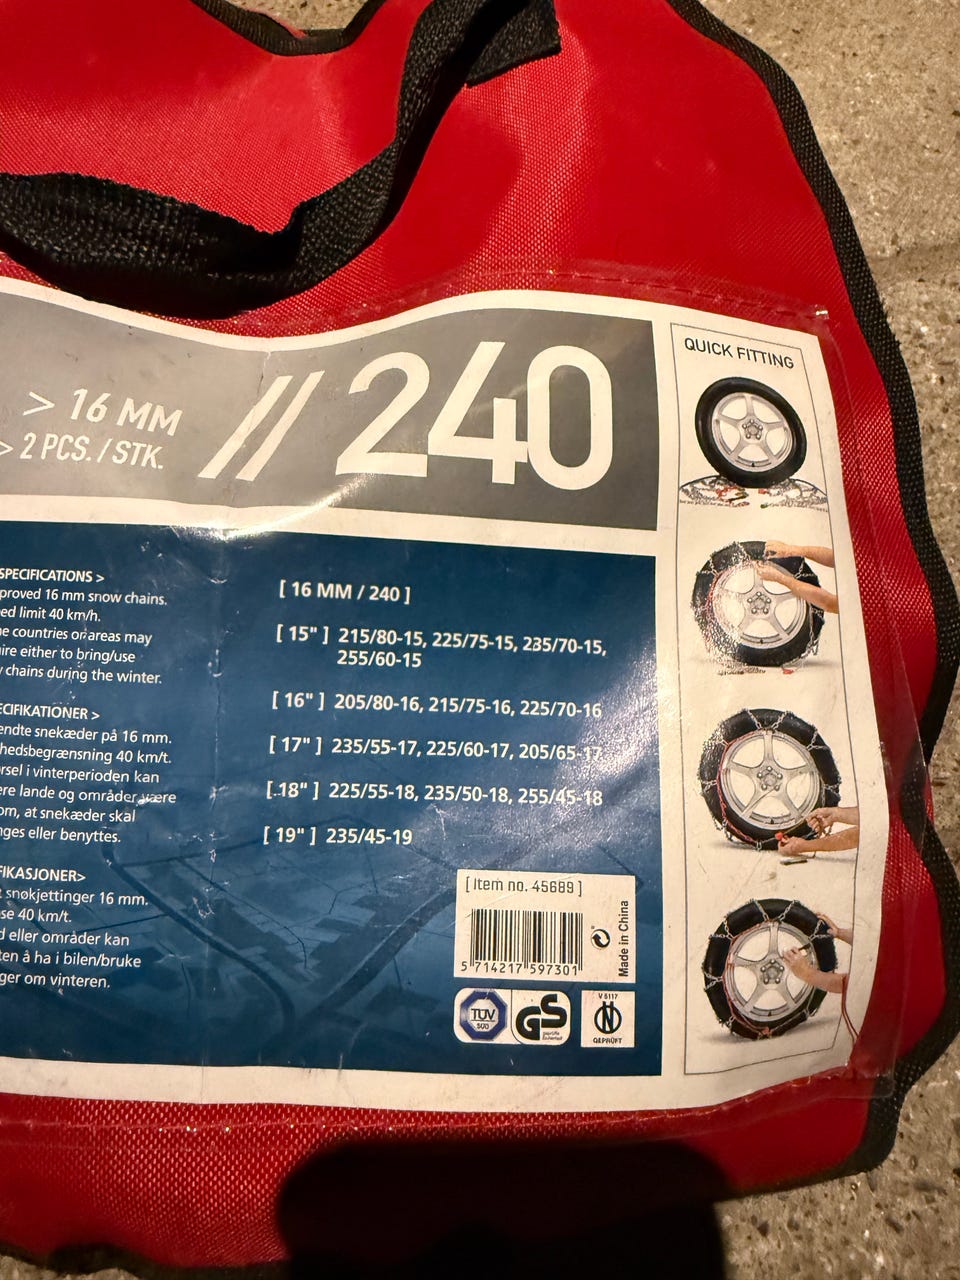 > 16 MM
> 2 PCS. / STK.
// 240
QUICK FITTING
SPECIFICATIONS >
proved 16 mm snow chains.
ed limit 40 km/h.
e countries or areas may
ire either to bring/use
chains during the winter.
ECIFIKATIONER >
endte snekæder på 16 mm.
hedsbegrænsning 40 km/t.
rsel i vinterperioden kan
ere lande og områder være
om, at snekæder skal
nges eller benyttes.
FIKASJONER>
t snøkjettinger 16 mm.
se 40 km/t.
d eller områder kan
ten å ha i bilen/bruke
ger om vinteren.
[ 16 MM / 240 ]
[ 15" ] 215/80-15, 225/75-15, 235/70-15,
255/60-15
[ 16" ] 205/80-16, 215/75-16, 225/70-16
[ 17" ] 235/55-17, 225/60-17, 205/65-17
[ 18" ] 225/55-18, 235/50-18, 255/45-18
[ 19" ] 235/45-19
[ Item no. 45689 ]
5 714217 597301
Made in China
TÜV
SÜD
GS
geprüfte
Sicherheit
V 5117
N
GEPRÜFT